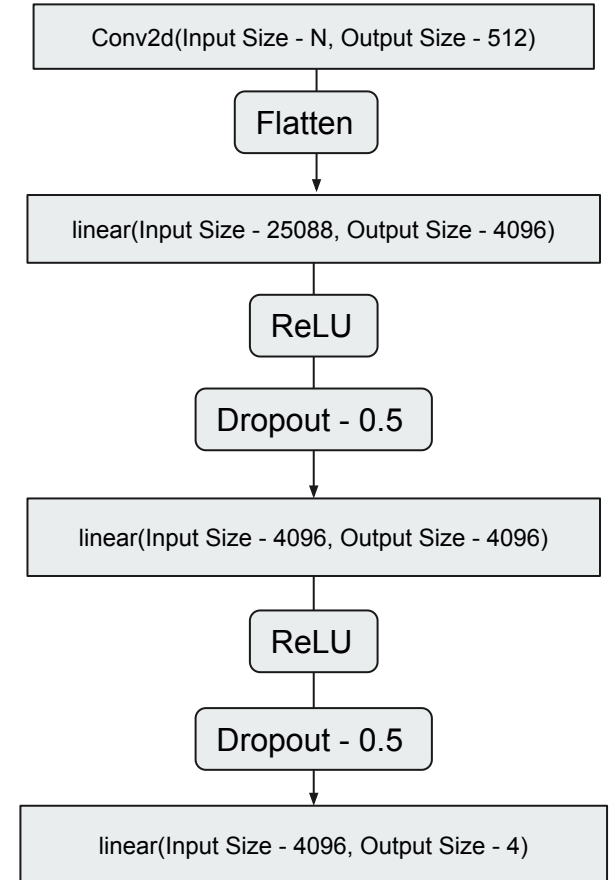 Conv2d(Input Size - N, Output Size - 512)
Flatten
linear(Input Size - 25088, Output Size - 4096)
ReLU
Dropout - 0.5
linear(Input Size - 4096, Output Size - 4096)
ReLU
Dropout - 0.5
linear(Input Size - 4096, Output Size - 4)